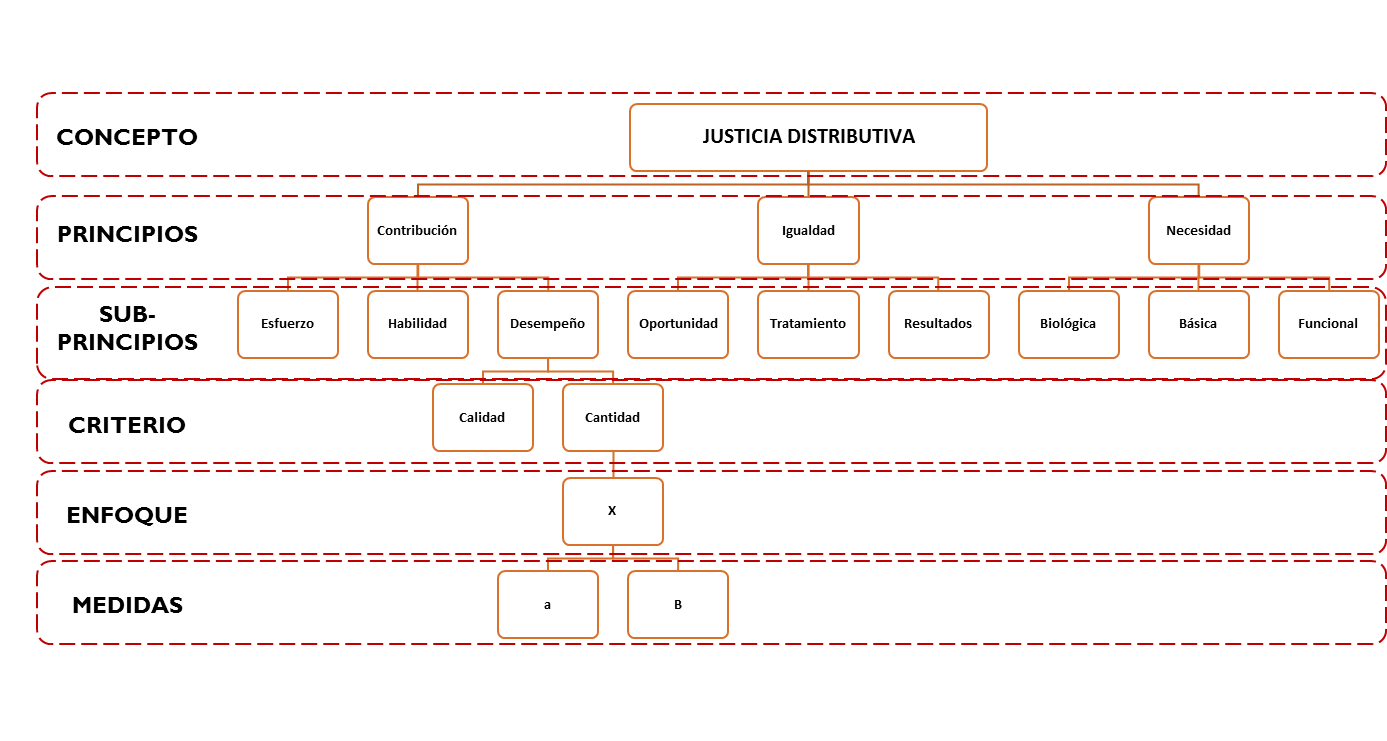 CONCEPTO
JUSTICIA DISTRIBUTIVA
PRINCIPIOS
Contribución
Igualdad
Necesidad
SUB-
PRINCIPIOS
Esfuerzo
Habilidad
Desempeño
Oportunidad
Tratamiento
Resultados
Biológica
Básica
Funcional
CRITERIO
Calidad
Cantidad
ENFOQUE
X
MEDIDAS
a
B